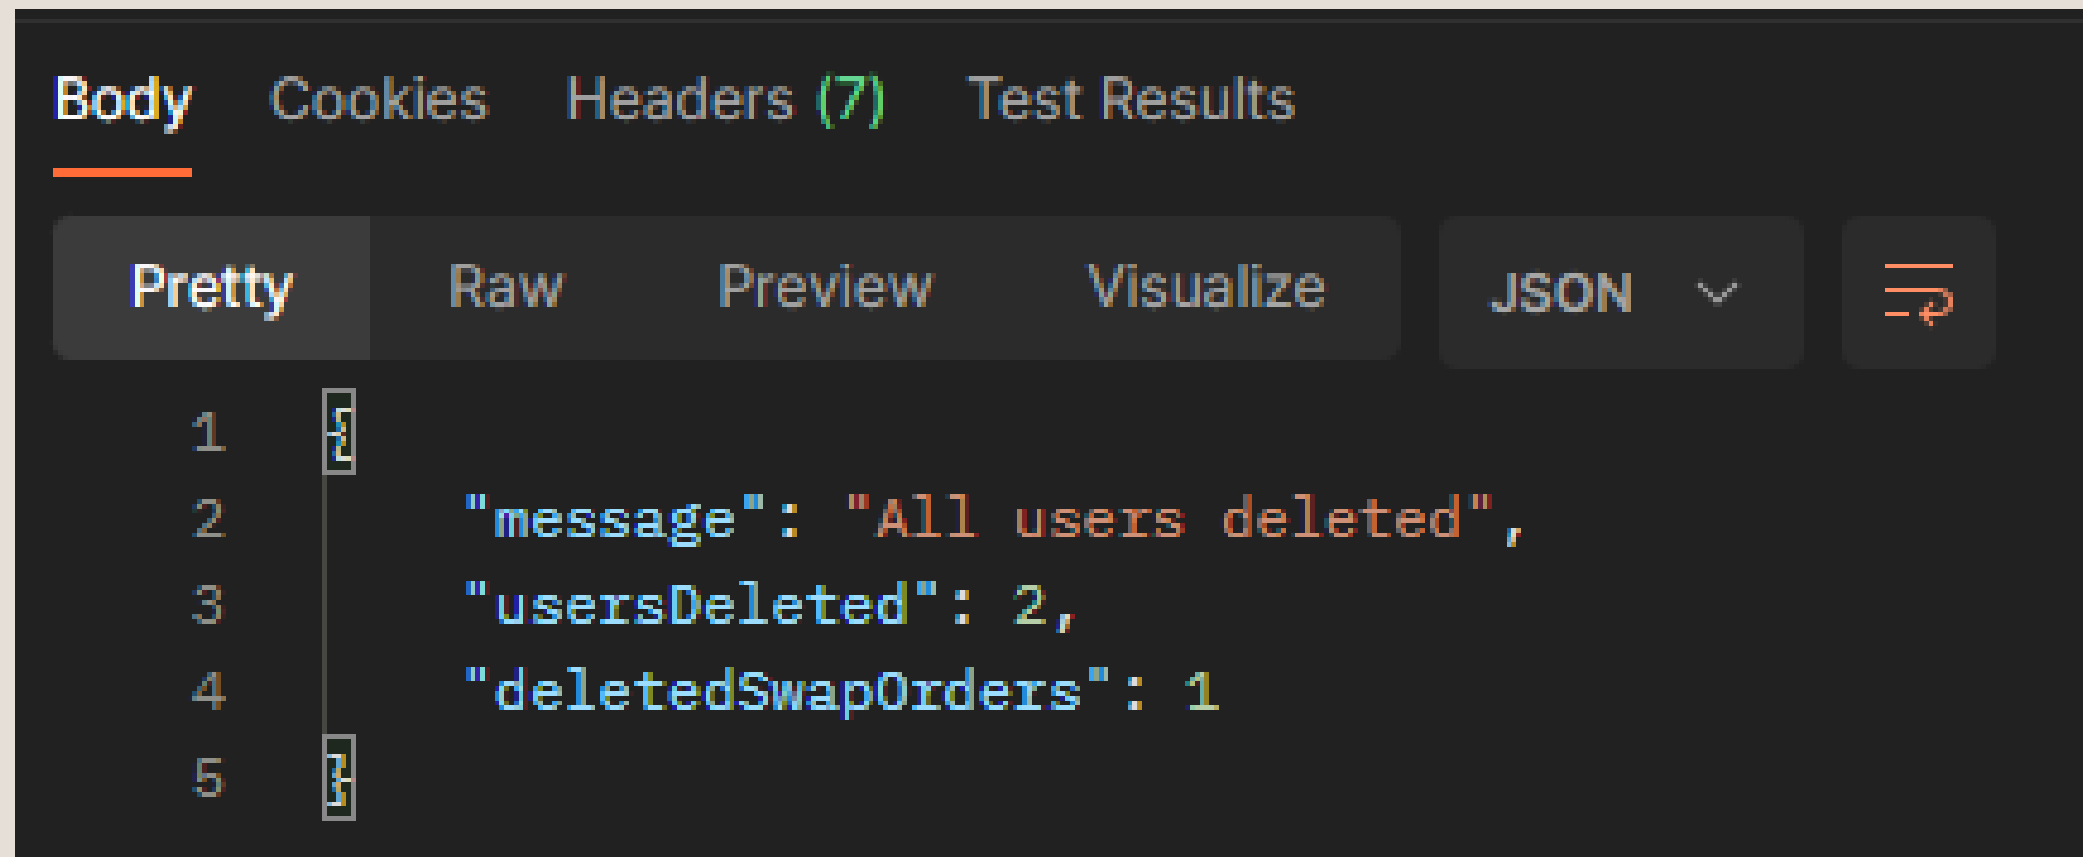 Body Cookies Headers (7) Test Results
Pretty Raw Preview Visualize JSON
1 {
2 "message": "All users deleted",
3 "usersDeleted": 2,
4 "deletedSwapOrders": 1
5 }